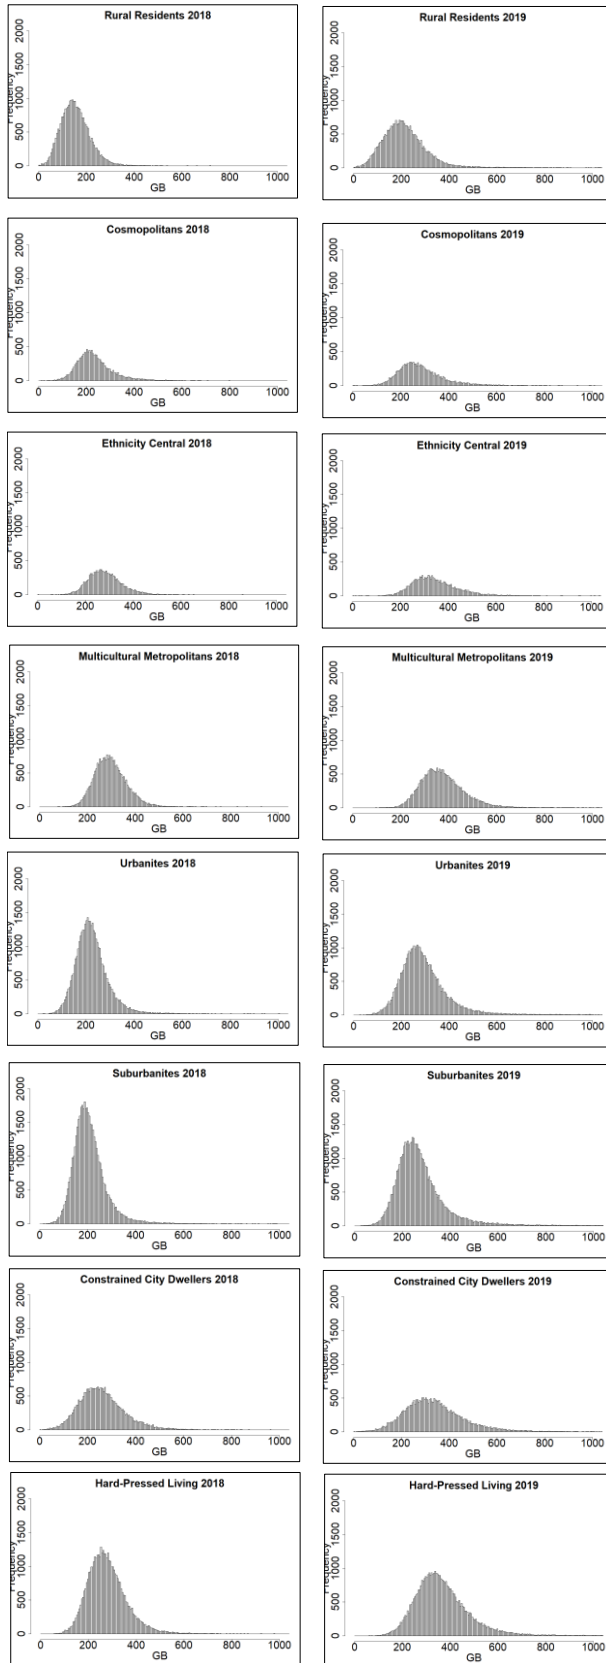 Rural Residents 2018
Frequency
0 500 1000 1500 2000
0 200 400 600 800 1000
GB
Rural Residents 2019
Frequency
0 500 1000 1500 2000
0 200 400 600 800 1000
GB
Cosmopolitans 2018
Frequency
0 500 1000 1500 2000
0 200 400 600 800 1000
GB
Cosmopolitans 2019
Frequency
0 500 1000 1500 2000
0 200 400 600 800 1000
GB
Ethnicity Central 2018
Frequency
0 500 1000 1500 2000
0 200 400 600 800 1000
GB
Ethnicity Central 2019
Frequency
0 500 1000 1500 2000
0 200 400 600 800 1000
GB
Multicultural Metropolitans 2018
Frequency
0 500 1000 1500 2000
0 200 400 600 800 1000
GB
Multicultural Metropolitans 2019
Frequency
0 500 1000 1500 2000
0 200 400 600 800 1000
GB
Urbanites 2018
Frequency
0 500 1000 1500 2000
0 200 400 600 800 1000
GB
Urbanites 2019
Frequency
0 500 1000 1500 2000
0 200 400 600 800 1000
GB
Suburbanites 2018
Frequency
0 500 1000 1500 2000
0 200 400 600 800 1000
GB
Suburbanites 2019
Frequency
0 500 1000 1500 2000
0 200 400 600 800 1000
GB
Constrained City Dwellers 2018
Frequency
0 500 1000 1500 2000
0 200 400 600 800 1000
GB
Constrained City Dwellers 2019
Frequency
0 500 1000 1500 2000
0 200 400 600 800 1000
GB
Hard-Pressed Living 2018
Frequency
0 500 1000 1500 2000
0 200 400 600 800 1000
GB
Hard-Pressed Living 2019
Frequency
0 500 1000 1500 2000
0 200 400 600 800 1000
GB